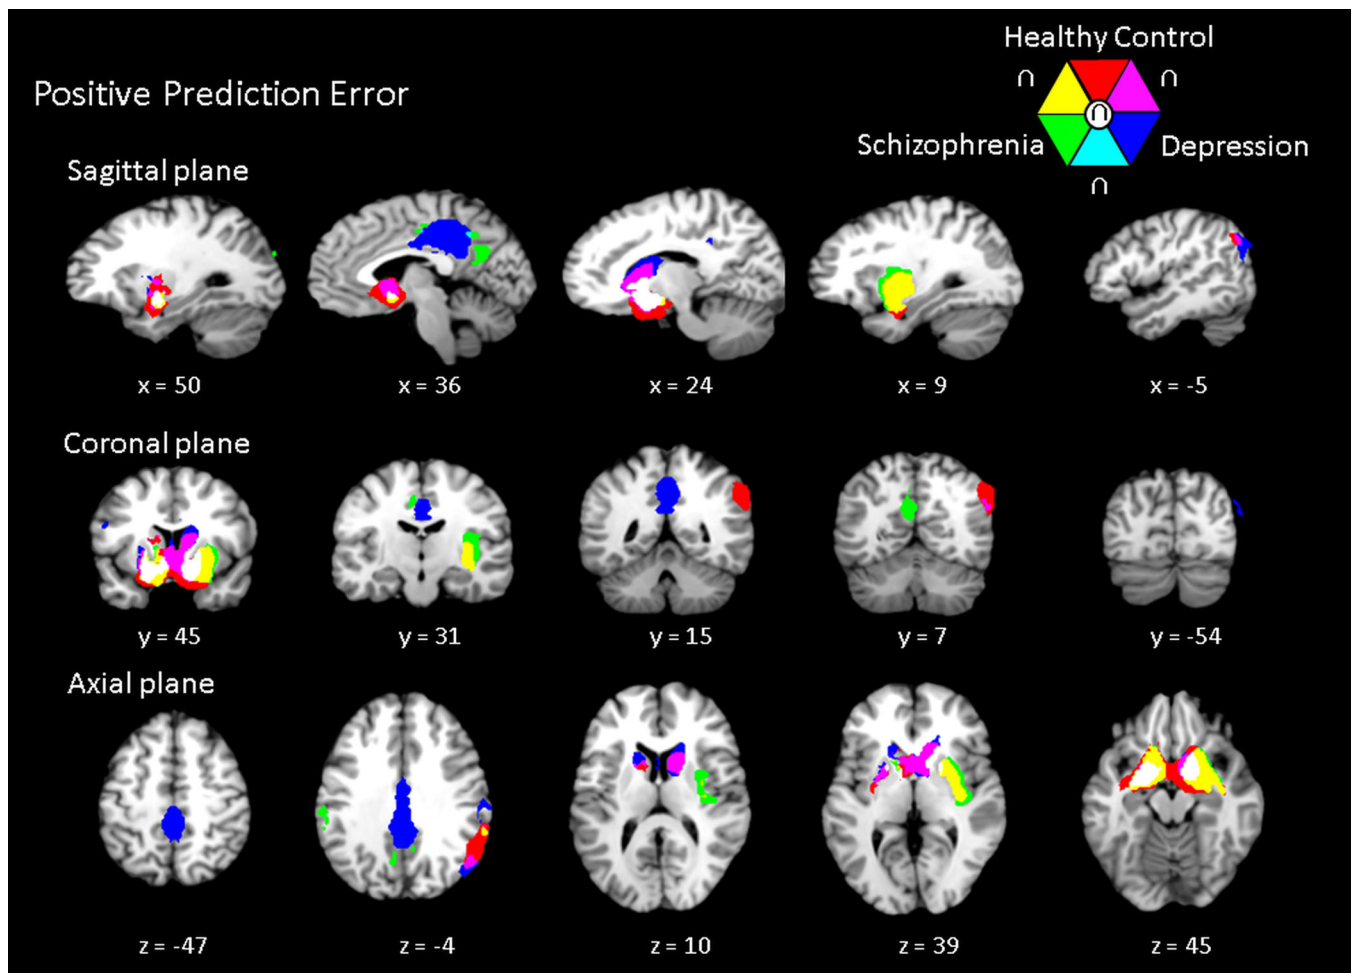 Healthy Control
∩ ∩
Positive Prediction Error
∩
Schizophrenia Depression
∩
Sagittal plane
x = 50 x = 36 x = 24 x = 9 x = -5
Coronal plane
y = 45 y = 31 y = 15 y = 7 y = -54
Axial plane
z = -47 z = -4 z = 10 z = 39 z = 45